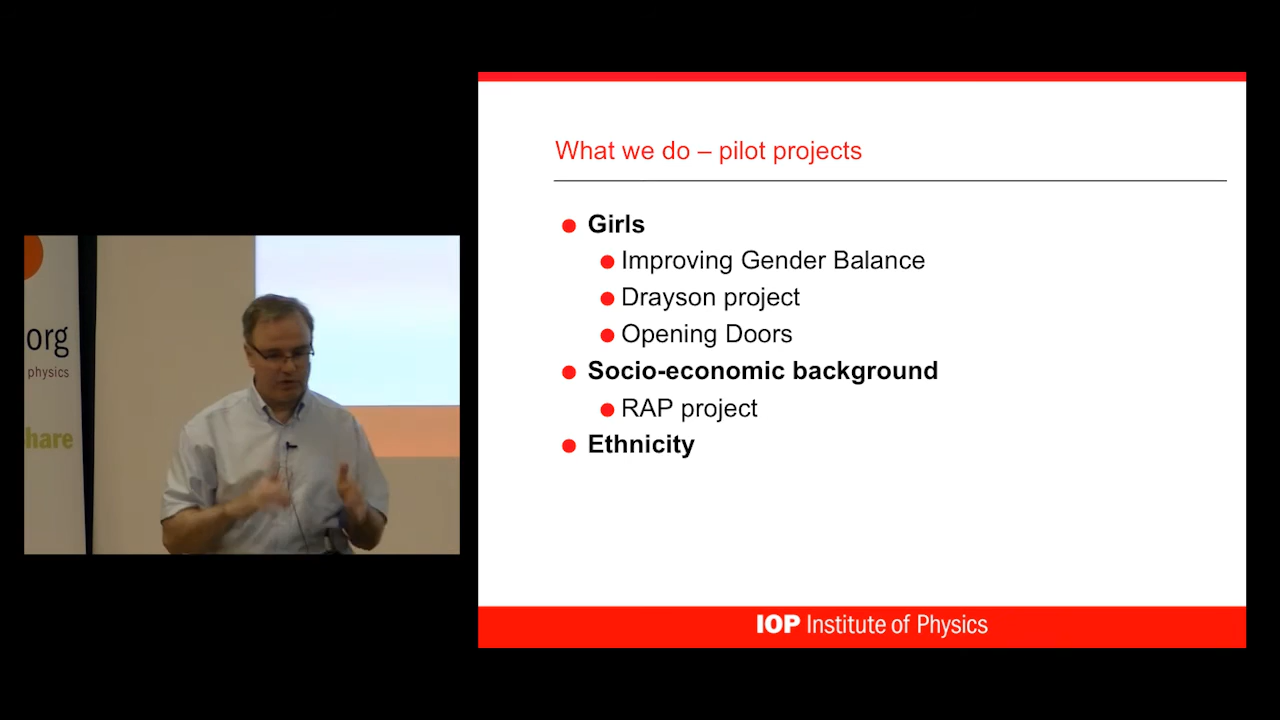 org
physics
hare
What we do – pilot projects
Girls
Improving Gender Balance
Drayson project
Opening Doors
Socio-economic background
RAP project
Ethnicity
IOP Institute of Physics